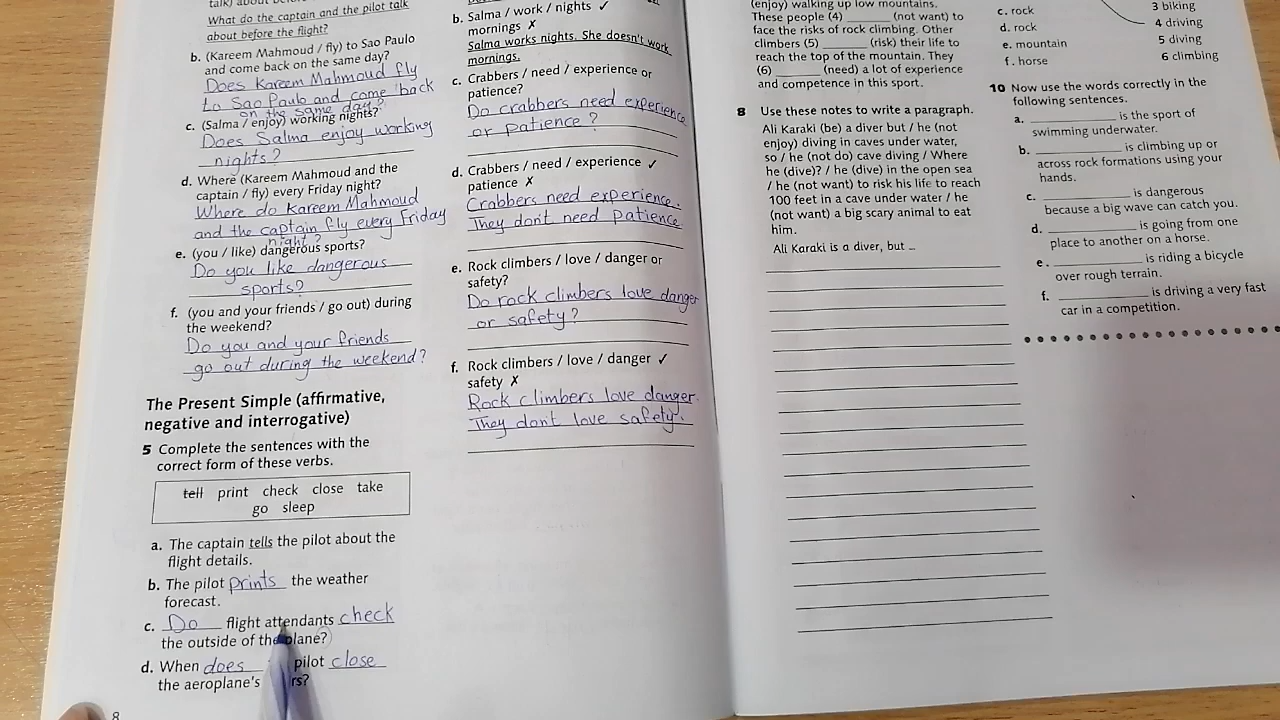 talk) about before
What do the captain and the pilot talk
about before the flight?
b. (Kareem Mahmoud / fly) to Sao Paulo
and come back on the same day?
Does Kareem Mahmoud fly
to Sao Paulo and come back
on the same day?
c. (Salma / enjoy) working nights?
Does Salma enjoy working
nights?
d. Where (Kareem Mahmoud and the
captain / fly) every Friday night?
Where do Kareem Mahmoud
and the captain fly every Friday
night?
e. (you / like) dangerous sports?
Do you like dangerous
sports?
f. (you and your friends / go out) during
the weekend?
Do you and your friends
go out during the weekend?
The Present Simple (affirmative,
negative and interrogative)
5 Complete the sentences with the
correct form of these verbs.
tell print check close take
go sleep
a. The captain tells the pilot about the
flight details.
b. The pilot prints the weather
forecast.
c. Do flight attendants check
the outside of the plane?
d. When does pilot close
the aeroplane's rs?
8
b. Salma / work / nights ✓
mornings ✗
Salma works nights. She doesn't work
mornings.
c. Crabbers / need / experience or
patience?
Do crabbers need experience
or patience?
d. Crabbers / need / experience ✓
patience ✗
Crabbers need experience.
They don't need patience
e. Rock climbers / love / danger or
safety?
Do rock climbers love danger
or safety?
f. Rock climbers / love / danger ✓
safety ✗
Rock climbers love danger.
They don't love safety.
(enjoy) walking up low mountains.
These people (4) ______ (not want) to
face the risks of rock climbing. Other
climbers (5) ______ (risk) their life to
reach the top of the mountain. They
(6) ______ (need) a lot of experience
and competence in this sport.
8 Use these notes to write a paragraph.
Ali Karaki (be) a diver but / he (not
enjoy) diving in caves under water,
so / he (not do) cave diving / Where
he (dive)? / he (dive) in the open sea
/ he (not want) to risk his life to reach
100 feet in a cave under water / he
(not want) a big scary animal to eat
him.
Ali Karaki is a diver, but ...
c. rock
d. rock
e. mountain
f. horse
3 biking
4 driving
5 diving
6 climbing
10 Now use the words correctly in the
following sentences.
a. ______ is the sport of
swimming underwater.
b. ______ is climbing up or
across rock formations using your
hands.
c. ______ is dangerous
because a big wave can catch you.
d. ______ is going from one
place to another on a horse.
e. ______ is riding a bicycle
over rough terrain.
f. ______ is driving a very fast
car in a competition.